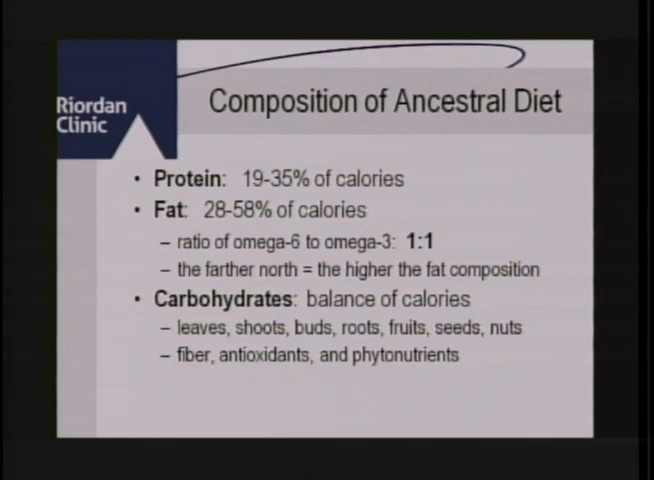 Riordan
Clinic
Composition of Ancestral Diet
• Protein: 19-35% of calories
• Fat: 28-58% of calories
– ratio of omega-6 to omega-3: 1:1
– the farther north = the higher the fat composition
• Carbohydrates: balance of calories
– leaves, shoots, buds, roots, fruits, seeds, nuts
– fiber, antioxidants, and phytonutrients